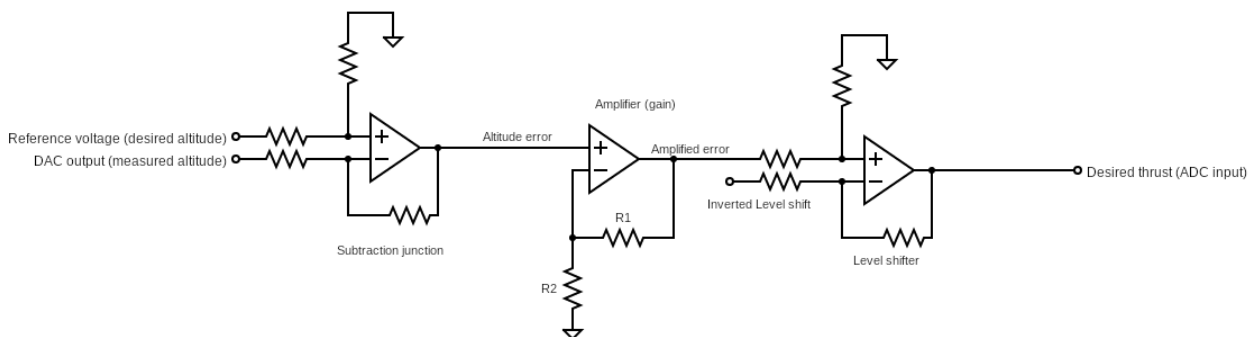 Amplifier (gain)
Reference voltage (desired altitude)
DAC output (measured altitude)
Altitude error
Amplified error
Desired thrust (ADC input)
Inverted Level shift
R1
Subtraction junction
Level shifter
R2